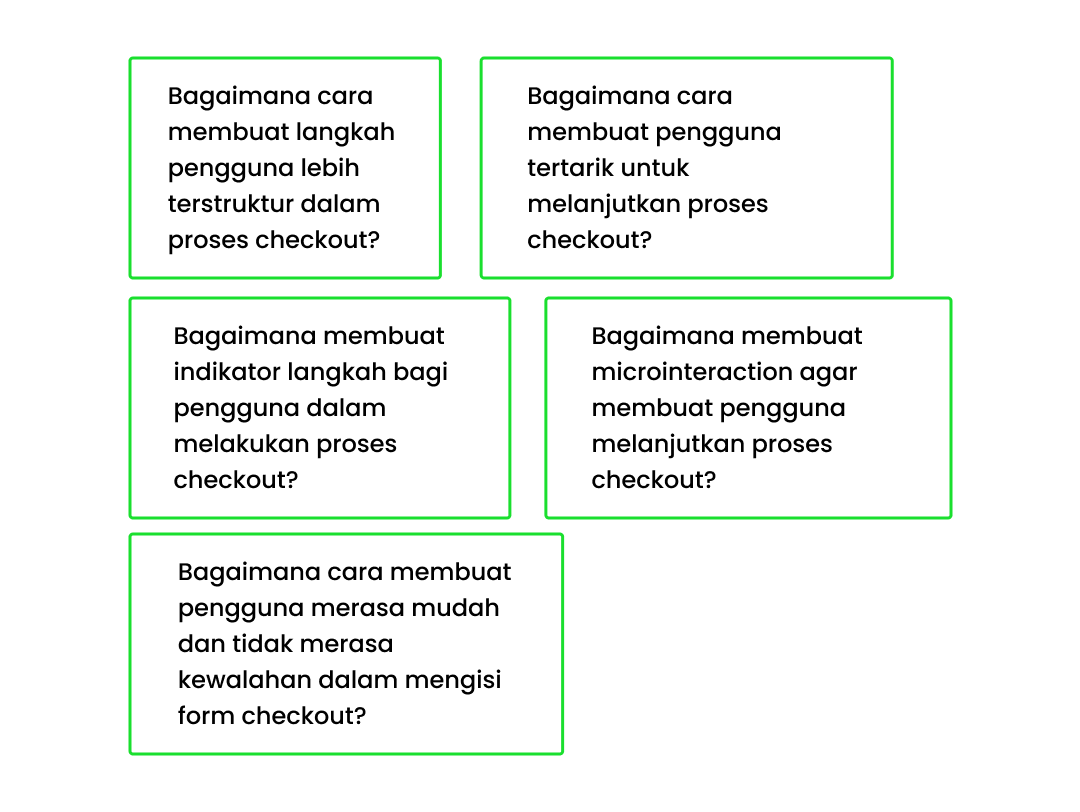 Bagaimana cara
membuat langkah
pengguna lebih
terstruktur dalam
proses checkout?
Bagaimana cara
membuat pengguna
tertarik untuk
melanjutkan proses
checkout?
Bagaimana membuat
indikator langkah bagi
pengguna dalam
melakukan proses
checkout?
Bagaimana membuat
microinteraction agar
membuat pengguna
melanjutkan proses
checkout?
Bagaimana cara membuat
pengguna merasa mudah
dan tidak merasa
kewalahan dalam mengisi
form checkout?